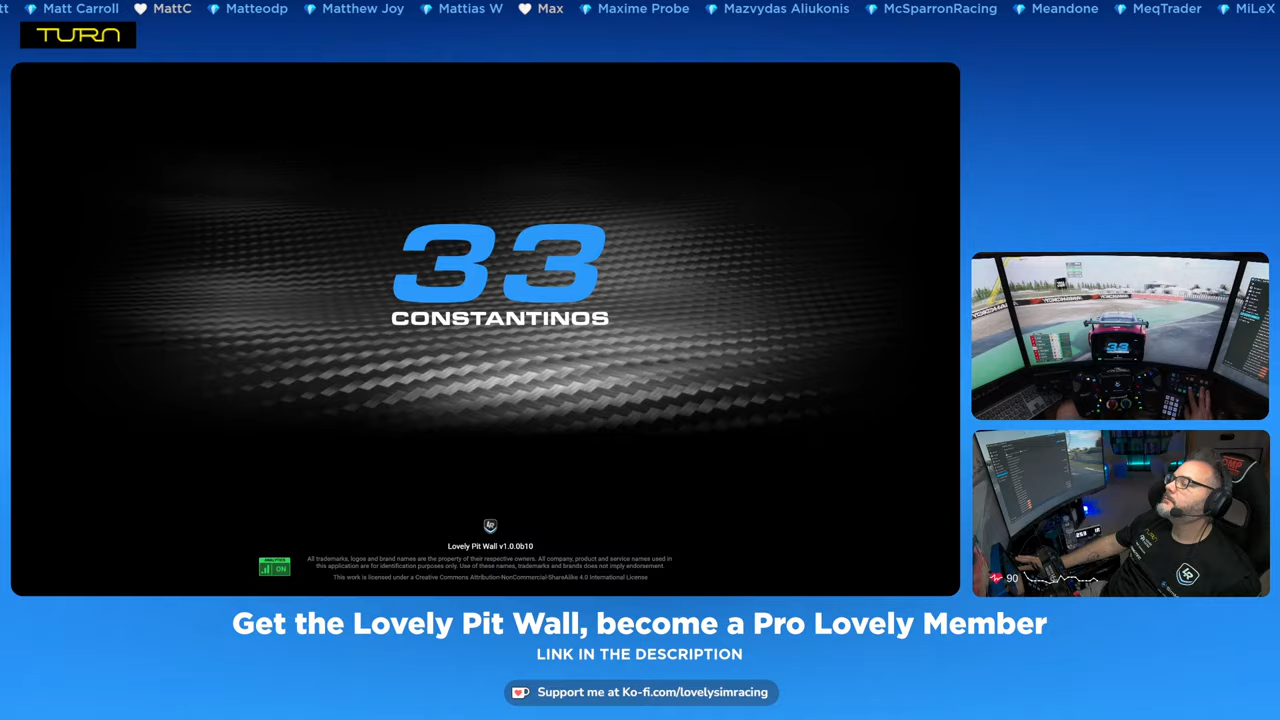 tt Matt Carroll MattC Matteodp Matthew Joy Mattias W Max Maxime Probe Mazvydas Aliukonis McSparronRacing Meandone MeqTrader MiLeX
TURN
33
CONSTANTINOS
Lovely Pit Wall v1.0.0b10
ANALYTICS
ON
All trademarks, logos and brand names are the property of their respective owners. All company, product and service names used in
this application are for identification purposes only. Use of these names, trademarks and brands does not imply endorsement.
This work is licensed under a Creative Commons Attribution-NonCommercial-ShareAlike 4.0 International License
33
90
Get the Lovely Pit Wall, become a Pro Lovely Member
LINK IN THE DESCRIPTION
Support me at Ko-fi.com/lovelysimracing